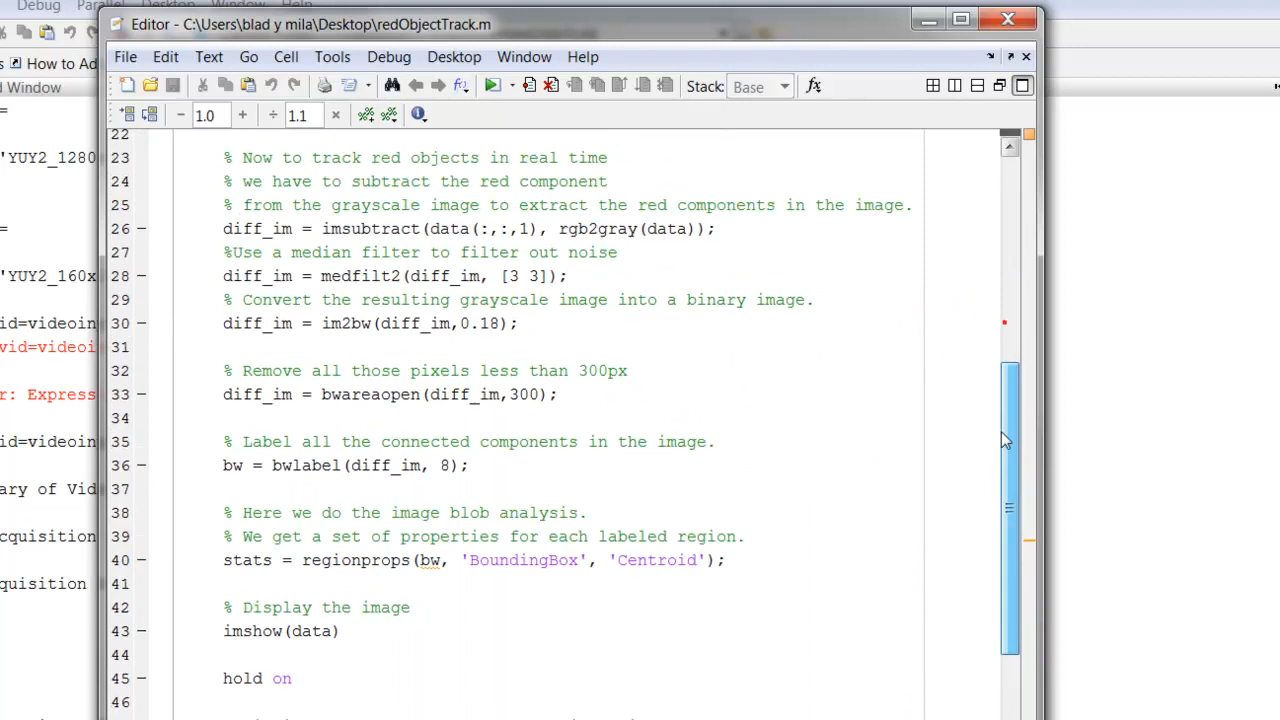 Debug Parallel Desktop Window Help
Editor - C:\Users\blad y mila\Desktop\redObjectTrack.m
File Edit Text Go Cell Tools Debug Desktop Window Help
s How to Ad
Stack: Base fx
d Window
− 1.0 + ÷ 1.1 ×
=
22
'YUY2_1280
23 % Now to track red objects in real time
24 % we have to subtract the red component
25 % from the grayscale image to extract the red components in the image.
=
26 − diff_im = imsubtract(data(:,:,1), rgb2gray(data));
27 %Use a median filter to filter out noise
'YUY2_160x
28 − diff_im = medfilt2(diff_im, [3 3]);
29 % Convert the resulting grayscale image into a binary image.
id=videoin
30 − diff_im = im2bw(diff_im,0.18);
vid=videoi
31
32 % Remove all those pixels less than 300px
r: Express
33 − diff_im = bwareaopen(diff_im,300);
34
id=videoin
35 % Label all the connected components in the image.
36 − bw = bwlabel(diff_im, 8);
ary of Vid
37
38 % Here we do the image blob analysis.
cquisition
39 % We get a set of properties for each labeled region.
40 − stats = regionprops(bw, 'BoundingBox', 'Centroid');
cquisition
41
42 % Display the image
43 − imshow(data)
44
45 − hold on
46